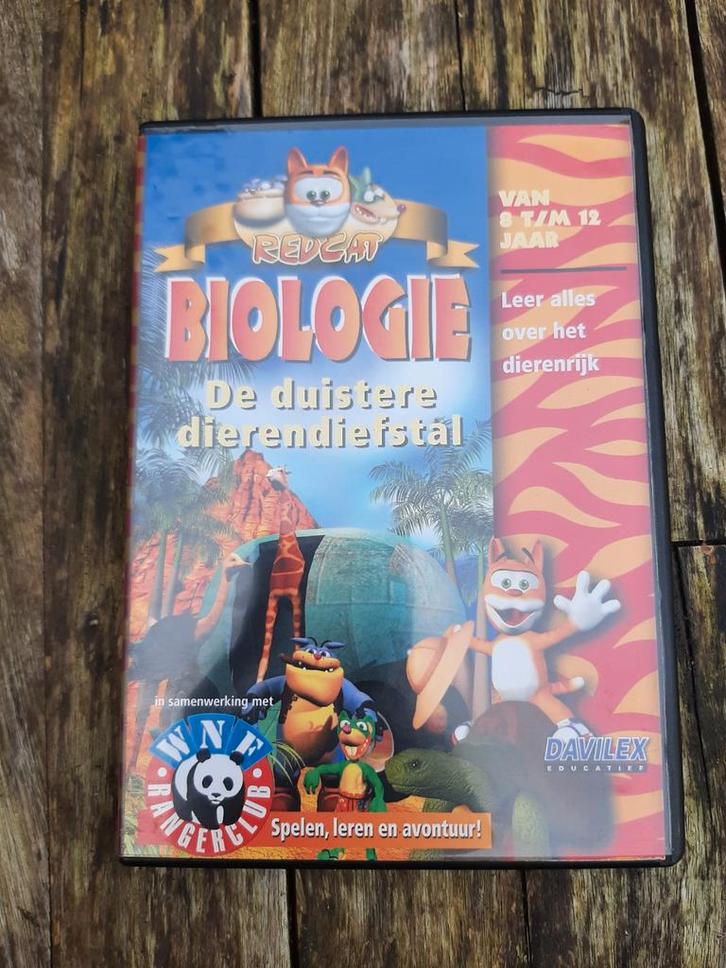 REDCAT
BIOLOGIE
De duistere
dierendiefstal
VAN
8 T/M 12
JAAR
Leer alles
over het
dierenrijk
in samenwerking met
WNF
RANGERCLUB
Spelen, leren en avontuur!
DAVILEX
EDUCATIEF